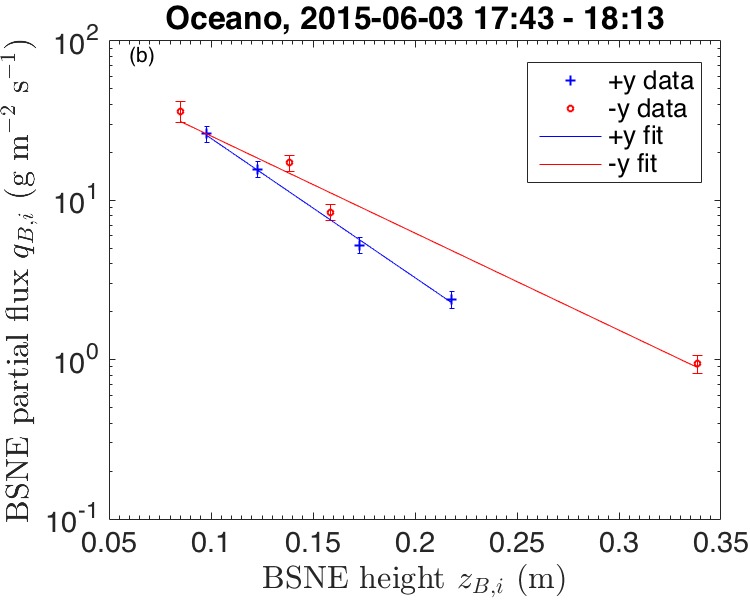 Oceano, 2015-06-03 17:43 - 18:13
(b)
+y data
-y data
+y fit
-y fit
BSNE partial flux q_{B,i} (g m^{-2} s^{-1})
10^2
10^1
10^0
10^{-1}
0.05 0.1 0.15 0.2 0.25 0.3 0.35
BSNE height z_{B,i} (m)